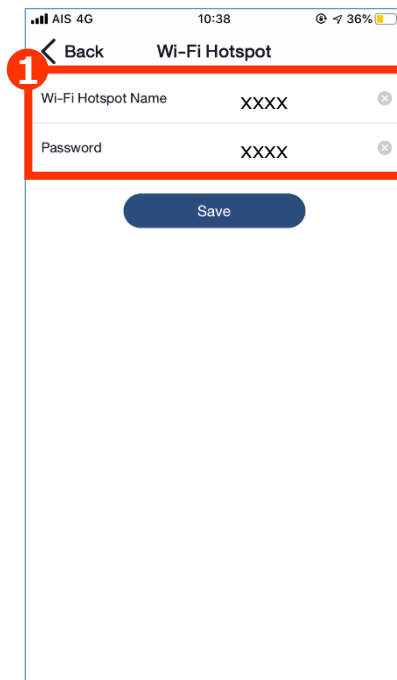 AIS 4G 10:38 36%
Back Wi-Fi Hotspot
1
Wi-Fi Hotspot Name xxxx
Password xxxx
Save